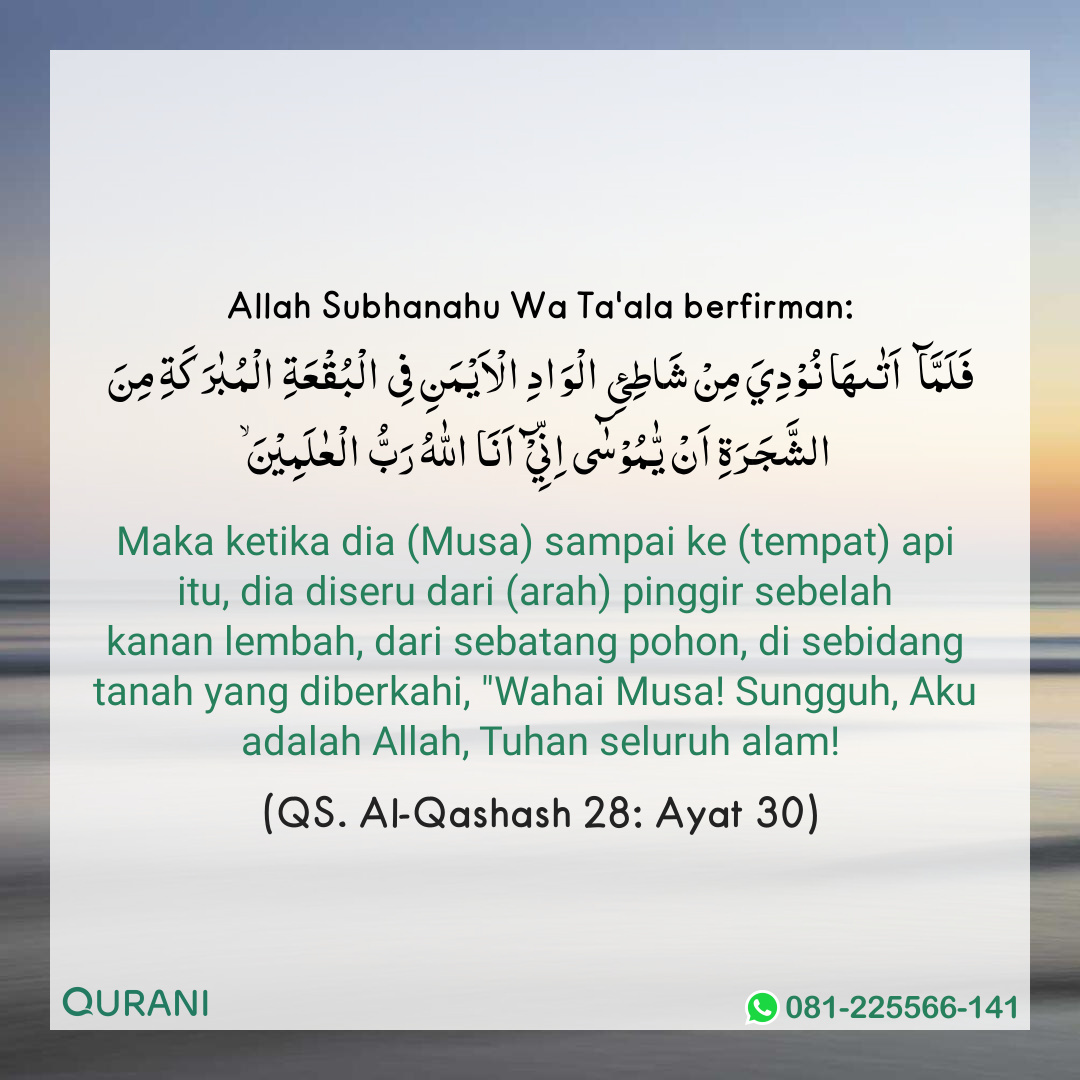 Allah Subhanahu Wa Ta'ala berfirman:
فَلَمَّآ اَتٰىهَا نُوْدِيَ مِنْ شَاطِئِ الْوَادِ الْاَيْمَنِ فِى الْبُقْعَةِ الْمُبٰرَكَةِ مِنَ
الشَّجَرَةِ اَنْ يّٰمُوْسٰٓى اِنِّيْٓ اَنَا اللّٰهُ رَبُّ الْعٰلَمِيْنَ ۙ
Maka ketika dia (Musa) sampai ke (tempat) api
itu, dia diseru dari (arah) pinggir sebelah
kanan lembah, dari sebatang pohon, di sebidang
tanah yang diberkahi, "Wahai Musa! Sungguh, Aku
adalah Allah, Tuhan seluruh alam!
(QS. Al-Qashash 28: Ayat 30)
QURANI
081-225566-141